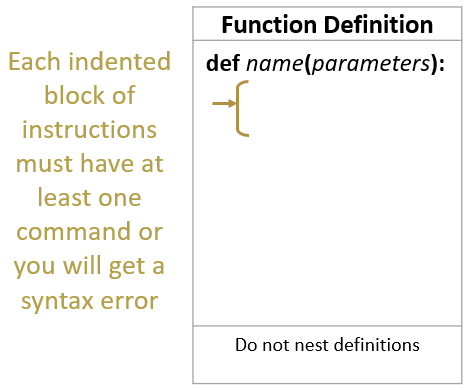 Each indented
block of
instructions
must have at
least one
command or
you will get a
syntax error
Function Definition
def name(parameters):
Do not nest definitions